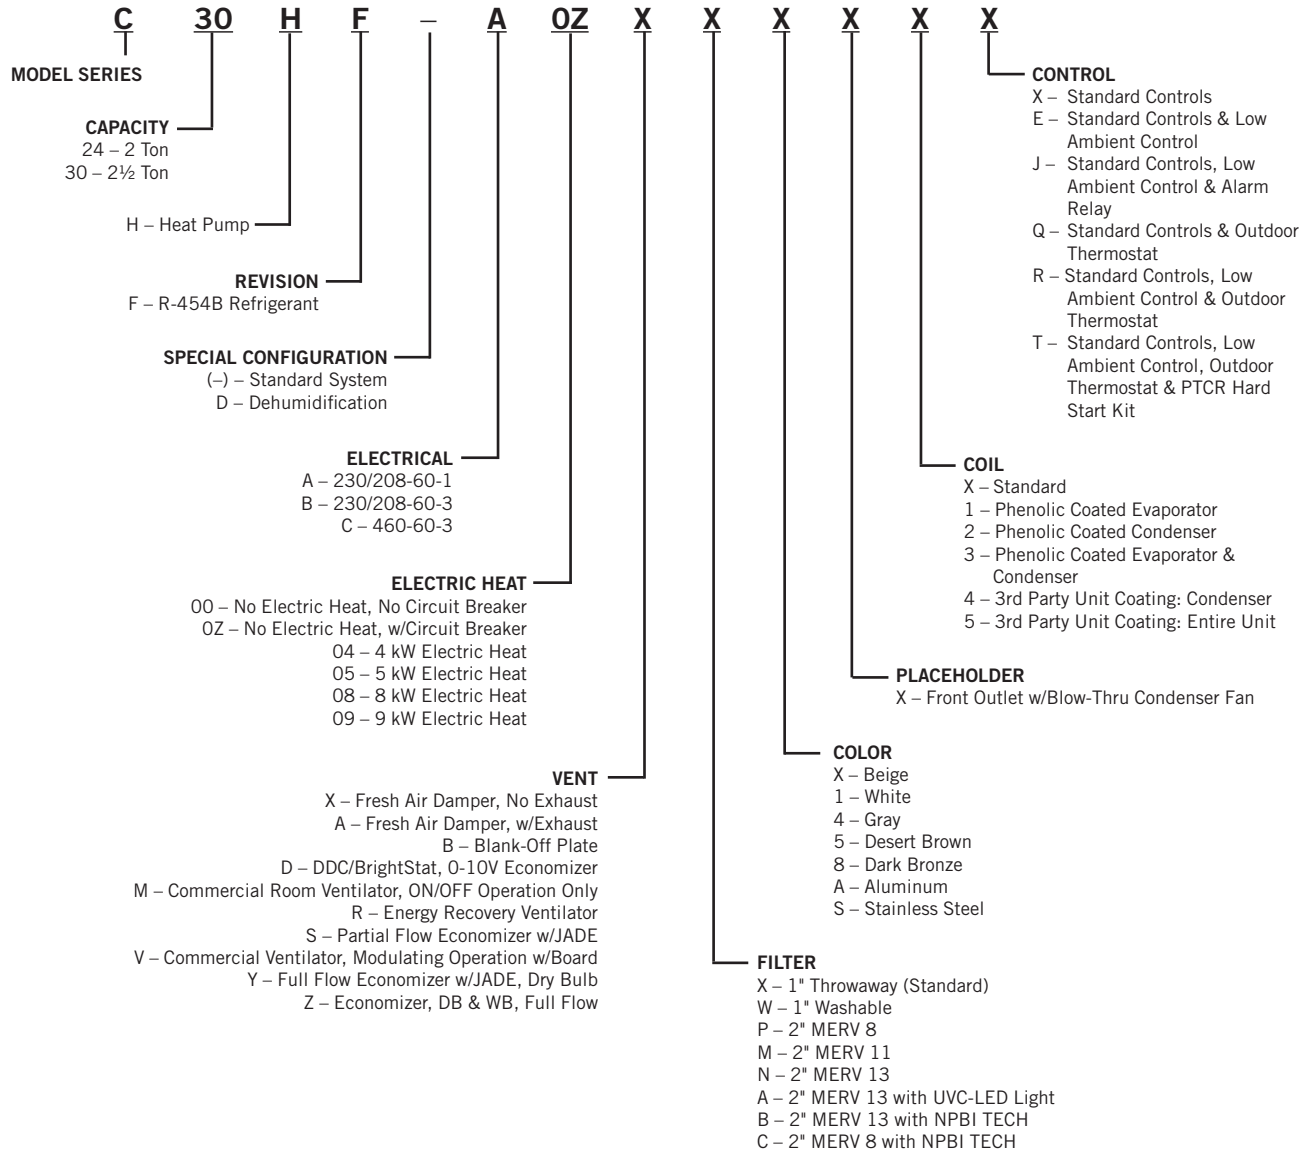 C 30 H F – A 0Z X X X X X X
MODEL SERIES
CAPACITY
24 – 2 Ton
30 – 2½ Ton
H – Heat Pump
REVISION
F – R-454B Refrigerant
SPECIAL CONFIGURATION
(–) – Standard System
D – Dehumidification
ELECTRICAL
A – 230/208-60-1
B – 230/208-60-3
C – 460-60-3
ELECTRIC HEAT
00 – No Electric Heat, No Circuit Breaker
0Z – No Electric Heat, w/Circuit Breaker
04 – 4 kW Electric Heat
05 – 5 kW Electric Heat
08 – 8 kW Electric Heat
09 – 9 kW Electric Heat
VENT
X – Fresh Air Damper, No Exhaust
A – Fresh Air Damper, w/Exhaust
B – Blank-Off Plate
D – DDC/BrightStat, 0-10V Economizer
M – Commercial Room Ventilator, ON/OFF Operation Only
R – Energy Recovery Ventilator
S – Partial Flow Economizer w/JADE
V – Commercial Ventilator, Modulating Operation w/Board
Y – Full Flow Economizer w/JADE, Dry Bulb
Z – Economizer, DB & WB, Full Flow
FILTER
X – 1" Throwaway (Standard)
W – 1" Washable
P – 2" MERV 8
M – 2" MERV 11
N – 2" MERV 13
A – 2" MERV 13 with UVC-LED Light
B – 2" MERV 13 with NPBI TECH
C – 2" MERV 8 with NPBI TECH
COLOR
X – Beige
1 – White
4 – Gray
5 – Desert Brown
8 – Dark Bronze
A – Aluminum
S – Stainless Steel
PLACEHOLDER
X – Front Outlet w/Blow-Thru Condenser Fan
COIL
X – Standard
1 – Phenolic Coated Evaporator
2 – Phenolic Coated Condenser
3 – Phenolic Coated Evaporator &
Condenser
4 – 3rd Party Unit Coating: Condenser
5 – 3rd Party Unit Coating: Entire Unit
CONTROL
X – Standard Controls
E – Standard Controls & Low
Ambient Control
J – Standard Controls, Low
Ambient Control & Alarm
Relay
Q – Standard Controls & Outdoor
Thermostat
R – Standard Controls, Low
Ambient Control & Outdoor
Thermostat
T – Standard Controls, Low
Ambient Control, Outdoor
Thermostat & PTCR Hard
Start Kit